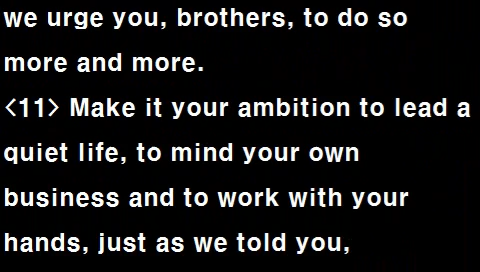 we urge you, brothers, to do so
more and more.
<11> Make it your ambition to lead a
quiet life, to mind your own
business and to work with your
hands, just as we told you,